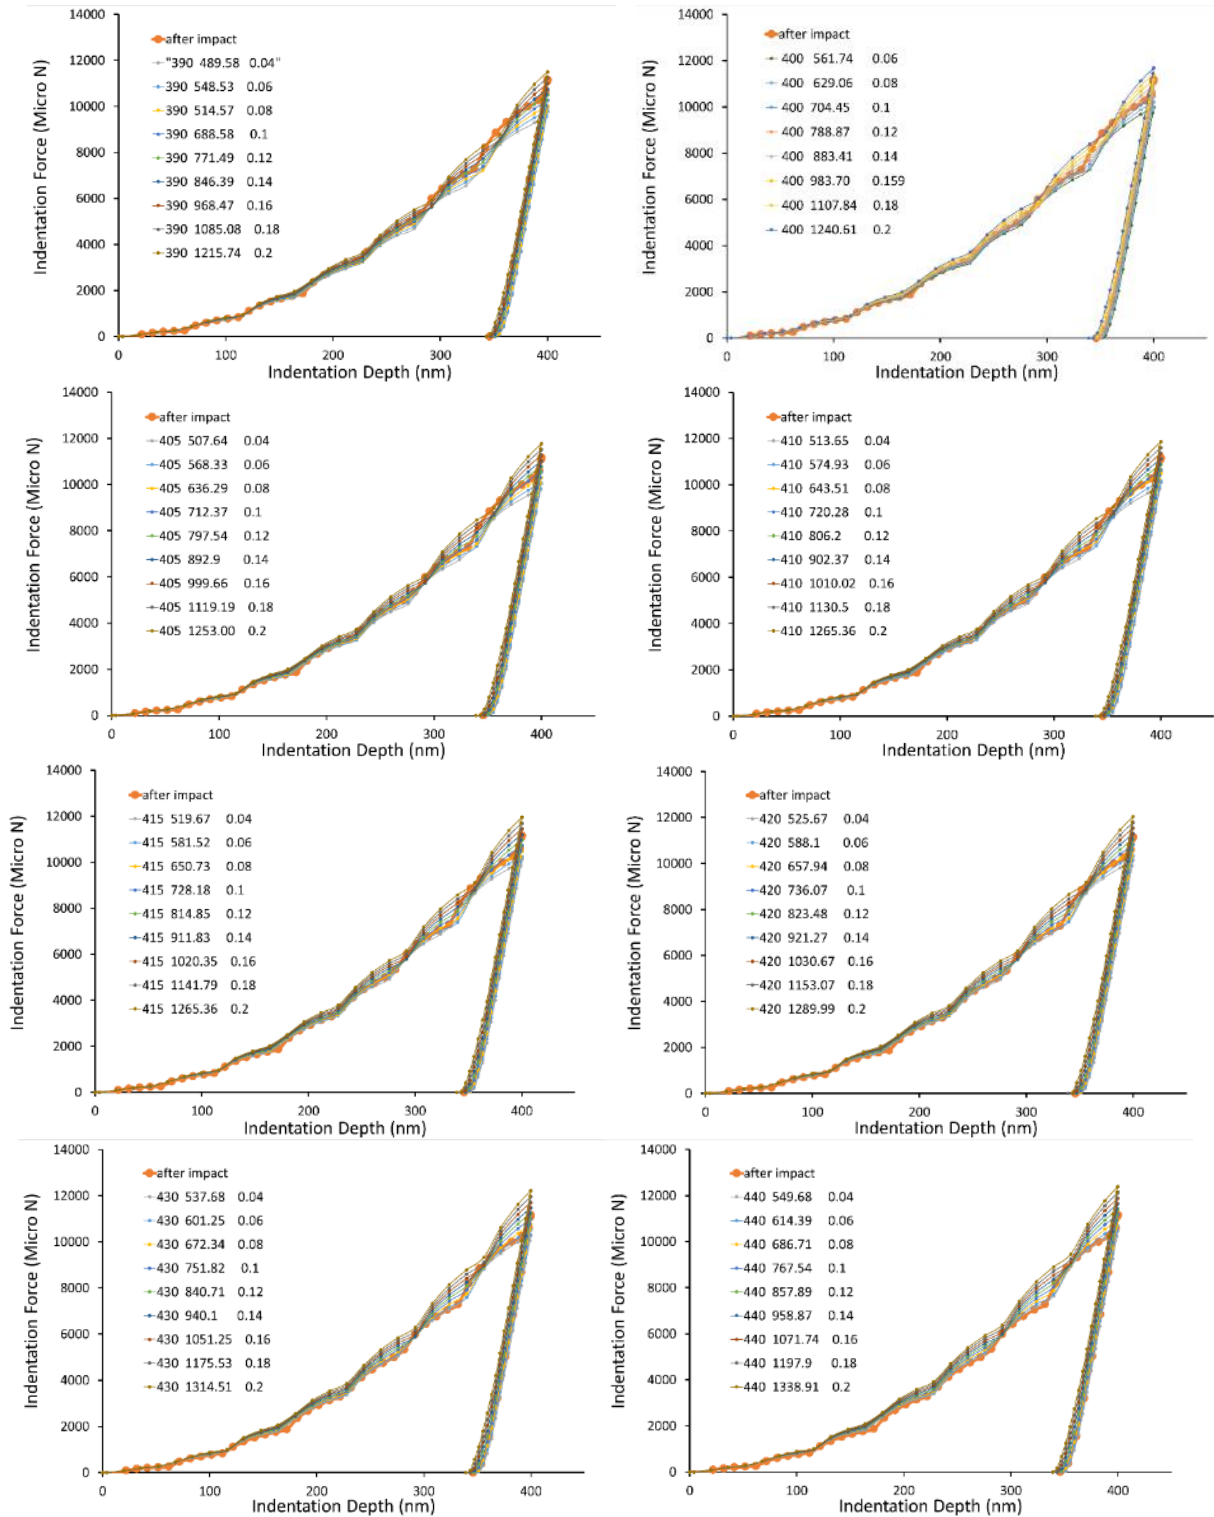 14000
12000
10000
8000
6000
4000
2000
0
Indentation Force (Micro N)
after impact
"390 489.58 0.04"
390 548.53 0.06
390 514.57 0.08
390 688.58 0.1
390 771.49 0.12
390 846.39 0.14
390 968.47 0.16
390 1085.08 0.18
390 1215.74 0.2
0 100 200 300 400
Indentation Depth (nm)
14000
12000
10000
8000
6000
4000
2000
0
Indentation Force (Micro N)
after impact
400 561.74 0.06
400 629.06 0.08
400 704.45 0.1
400 788.87 0.12
400 883.41 0.14
400 983.70 0.159
400 1107.84 0.18
400 1240.61 0.2
0 100 200 300 400
Indentation Depth (nm)
14000
12000
10000
8000
6000
4000
2000
0
Indentation Force (Micro N)
after impact
405 507.64 0.04
405 568.33 0.06
405 636.29 0.08
405 712.37 0.1
405 797.54 0.12
405 892.9 0.14
405 999.66 0.16
405 1119.19 0.18
405 1253.00 0.2
0 100 200 300 400
Indentation Depth (nm)
14000
12000
10000
8000
6000
4000
2000
0
Indentation Force (Micro N)
after impact
410 513.65 0.04
410 574.93 0.06
410 643.51 0.08
410 720.28 0.1
410 806.2 0.12
410 902.37 0.14
410 1010.02 0.16
410 1130.5 0.18
410 1265.36 0.2
0 100 200 300 400
Indentation Depth (nm)
14000
12000
10000
8000
6000
4000
2000
0
Indentation Force (Micro N)
after impact
415 519.67 0.04
415 581.52 0.06
415 650.73 0.08
415 728.18 0.1
415 814.85 0.12
415 911.83 0.14
415 1020.35 0.16
415 1141.79 0.18
415 1265.36 0.2
0 100 200 300 400
Indentation Depth (nm)
14000
12000
10000
8000
6000
4000
2000
0
Indentation Force (Micro N)
after impact
420 525.67 0.04
420 588.1 0.06
420 657.94 0.08
420 736.07 0.1
420 823.48 0.12
420 921.27 0.14
420 1030.67 0.16
420 1153.07 0.18
420 1289.99 0.2
0 100 200 300 400
Indentation Depth (nm)
14000
12000
10000
8000
6000
4000
2000
0
Indentation Force (Micro N)
after impact
430 537.68 0.04
430 601.25 0.06
430 672.34 0.08
430 751.82 0.1
430 840.71 0.12
430 940.1 0.14
430 1051.25 0.16
430 1175.53 0.18
430 1314.51 0.2
0 100 200 300 400
Indentation Depth (nm)
14000
12000
10000
8000
6000
4000
2000
0
Indentation Force (Micro N)
after impact
440 549.68 0.04
440 614.39 0.06
440 686.71 0.08
440 767.54 0.1
440 857.89 0.12
440 958.87 0.14
440 1071.74 0.16
440 1197.9 0.18
440 1338.91 0.2
0 100 200 300 400
Indentation Depth (nm)